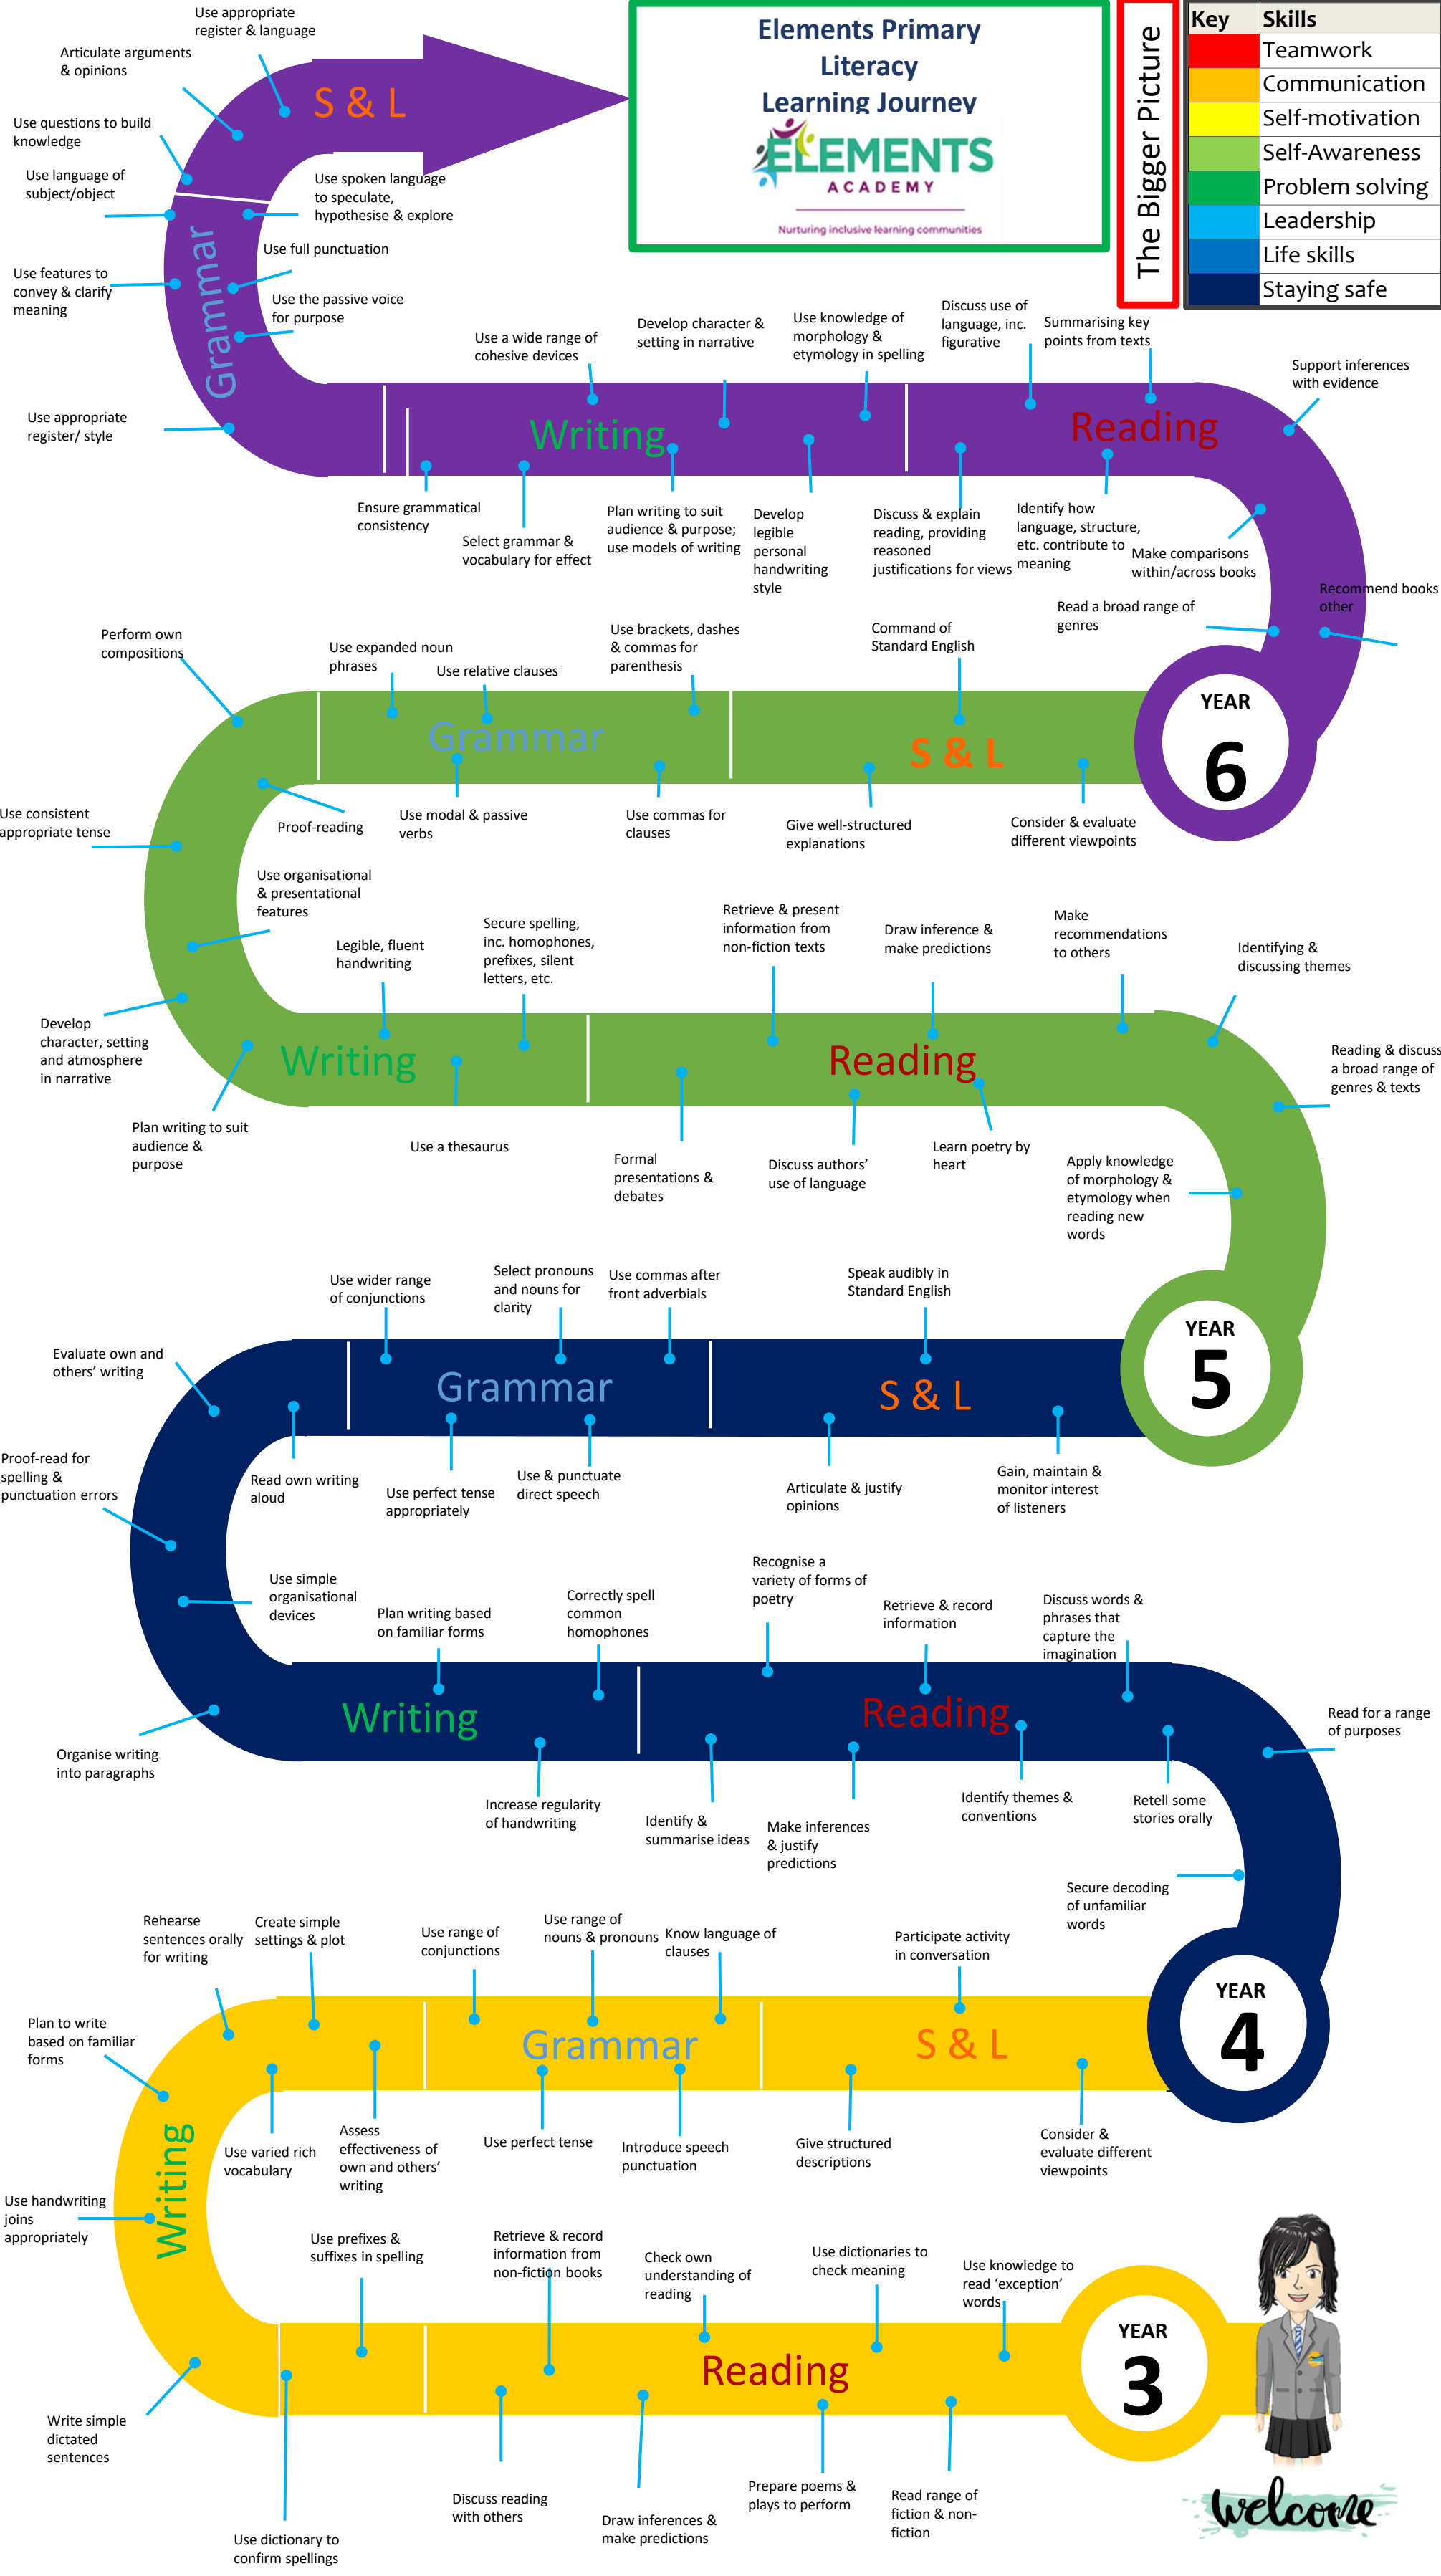 Elements Primary
Literacy
Learning Journey
ELEMENTS
ACADEMY
Nurturing inclusive learning communities
The Bigger Picture
Key Skills
Teamwork
Communication
Self-motivation
Self-Awareness
Problem solving
Leadership
Life skills
Staying safe
Use appropriate
register & language
Articulate arguments
& opinions
S & L
Use questions to build
knowledge
Use language of
subject/object
Use spoken language
to speculate,
hypothesise & explore
Grammar
Use full punctuation
Use features to
convey & clarify
meaning
Use the passive voice
for purpose
Use appropriate
register/ style
Use a wide range of
cohesive devices
Develop character &
setting in narrative
Use knowledge of
morphology &
etymology in spelling
Discuss use of
language, inc.
figurative
Summarising key
points from texts
Support inferences
with evidence
Writing
Reading
Ensure grammatical
consistency
Select grammar &
vocabulary for effect
Plan writing to suit
audience & purpose;
use models of writing
Develop
legible
personal
handwriting
style
Discuss & explain
reading, providing
reasoned
justifications for views
Identify how
language, structure,
etc. contribute to
meaning
Make comparisons
within/across books
Recommend books
other
Read a broad range of
genres
YEAR
6
Perform own
compositions
Use expanded noun
phrases
Use relative clauses
Use brackets, dashes
& commas for
parenthesis
Command of
Standard English
Grammar
S & L
Use consistent
appropriate tense
Proof-reading
Use modal & passive
verbs
Use commas for
clauses
Give well-structured
explanations
Consider & evaluate
different viewpoints
Use organisational
& presentational
features
Legible, fluent
handwriting
Secure spelling,
inc. homophones,
prefixes, silent
letters, etc.
Retrieve & present
information from
non-fiction texts
Draw inference &
make predictions
Make
recommendations
to others
Identifying &
discussing themes
Develop
character, setting
and atmosphere
in narrative
Writing
Reading
Reading & discuss
a broad range of
genres & texts
Plan writing to suit
audience &
purpose
Use a thesaurus
Formal
presentations &
debates
Discuss authors'
use of language
Learn poetry by
heart
Apply knowledge
of morphology &
etymology when
reading new
words
YEAR
5
Use wider range
of conjunctions
Select pronouns
and nouns for
clarity
Use commas after
front adverbials
Speak audibly in
Standard English
Evaluate own and
others' writing
Grammar
S & L
Proof-read for
spelling &
punctuation errors
Read own writing
aloud
Use perfect tense
appropriately
Use & punctuate
direct speech
Articulate & justify
opinions
Gain, maintain &
monitor interest
of listeners
Use simple
organisational
devices
Plan writing based
on familiar forms
Correctly spell
common
homophones
Recognise a
variety of forms of
poetry
Retrieve & record
information
Discuss words &
phrases that
capture the
imagination
Writing
Reading
Read for a range
of purposes
Organise writing
into paragraphs
Increase regularity
of handwriting
Identify &
summarise ideas
Make inferences
& justify
predictions
Identify themes &
conventions
Retell some
stories orally
Secure decoding
of unfamiliar
words
YEAR
4
Rehearse
sentences orally
for writing
Create simple
settings & plot
Use range of
conjunctions
Use range of
nouns & pronouns
Know language of
clauses
Participate activity
in conversation
Plan to write
based on familiar
forms
Grammar
S & L
Writing
Use varied rich
vocabulary
Assess
effectiveness of
own and others'
writing
Use perfect tense
Introduce speech
punctuation
Give structured
descriptions
Consider &
evaluate different
viewpoints
Use handwriting
joins
appropriately
Use prefixes &
suffixes in spelling
Retrieve & record
information from
non-fiction books
Check own
understanding of
reading
Use dictionaries to
check meaning
Use knowledge to
read 'exception'
words
Reading
YEAR
3
Write simple
dictated
sentences
Use dictionary to
confirm spellings
Discuss reading
with others
Draw inferences &
make predictions
Prepare poems &
plays to perform
Read range of
fiction & non-
fiction
welcome